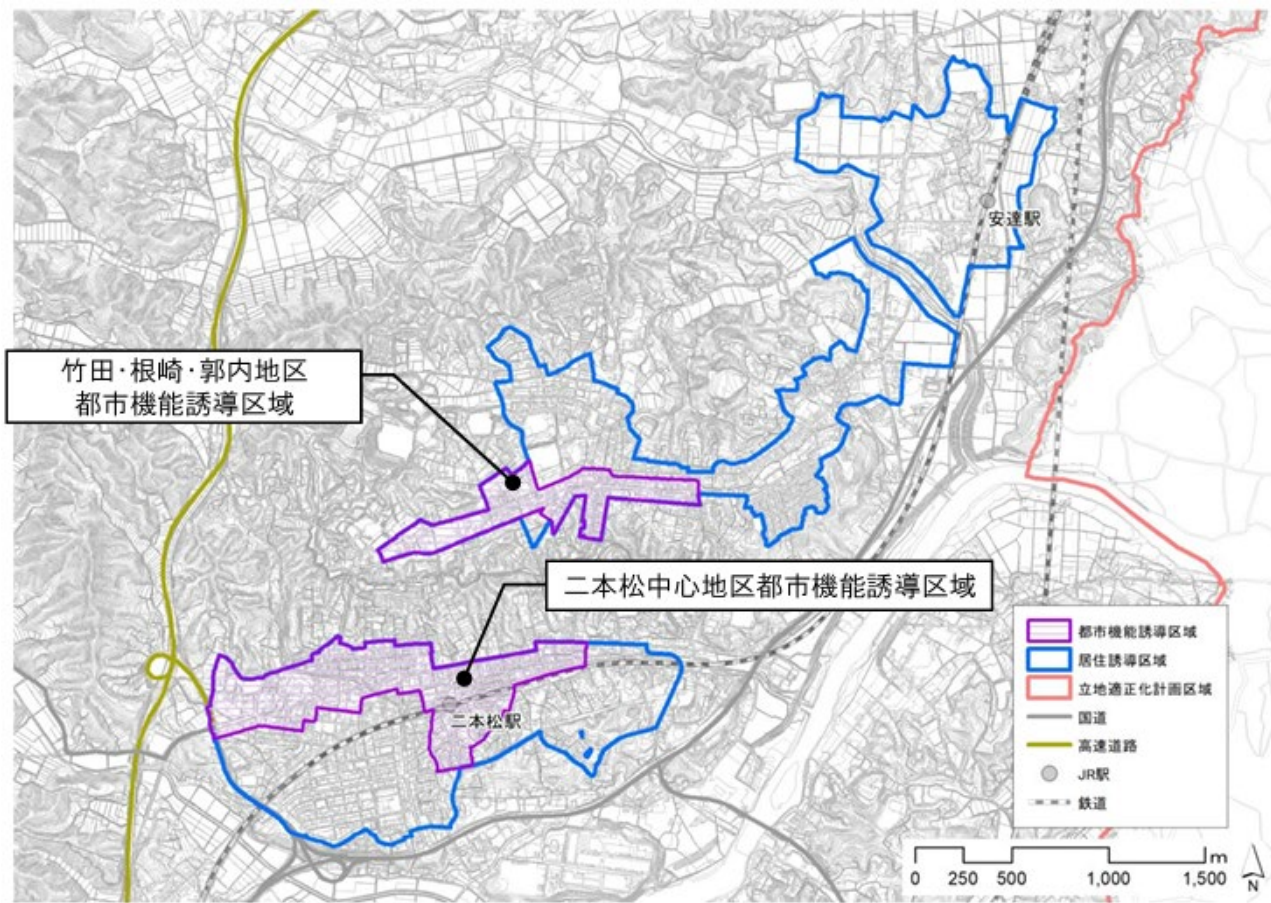 安達駅
竹田・根崎・郭内地区
都市機能誘導区域
二本松中心地区都市機能誘導区域
二本松駅
都市機能誘導区域
居住誘導区域
立地適正化計画区域
国道
高速道路
JR駅
鉄道
m
0 250 500 1,000 1,500
N